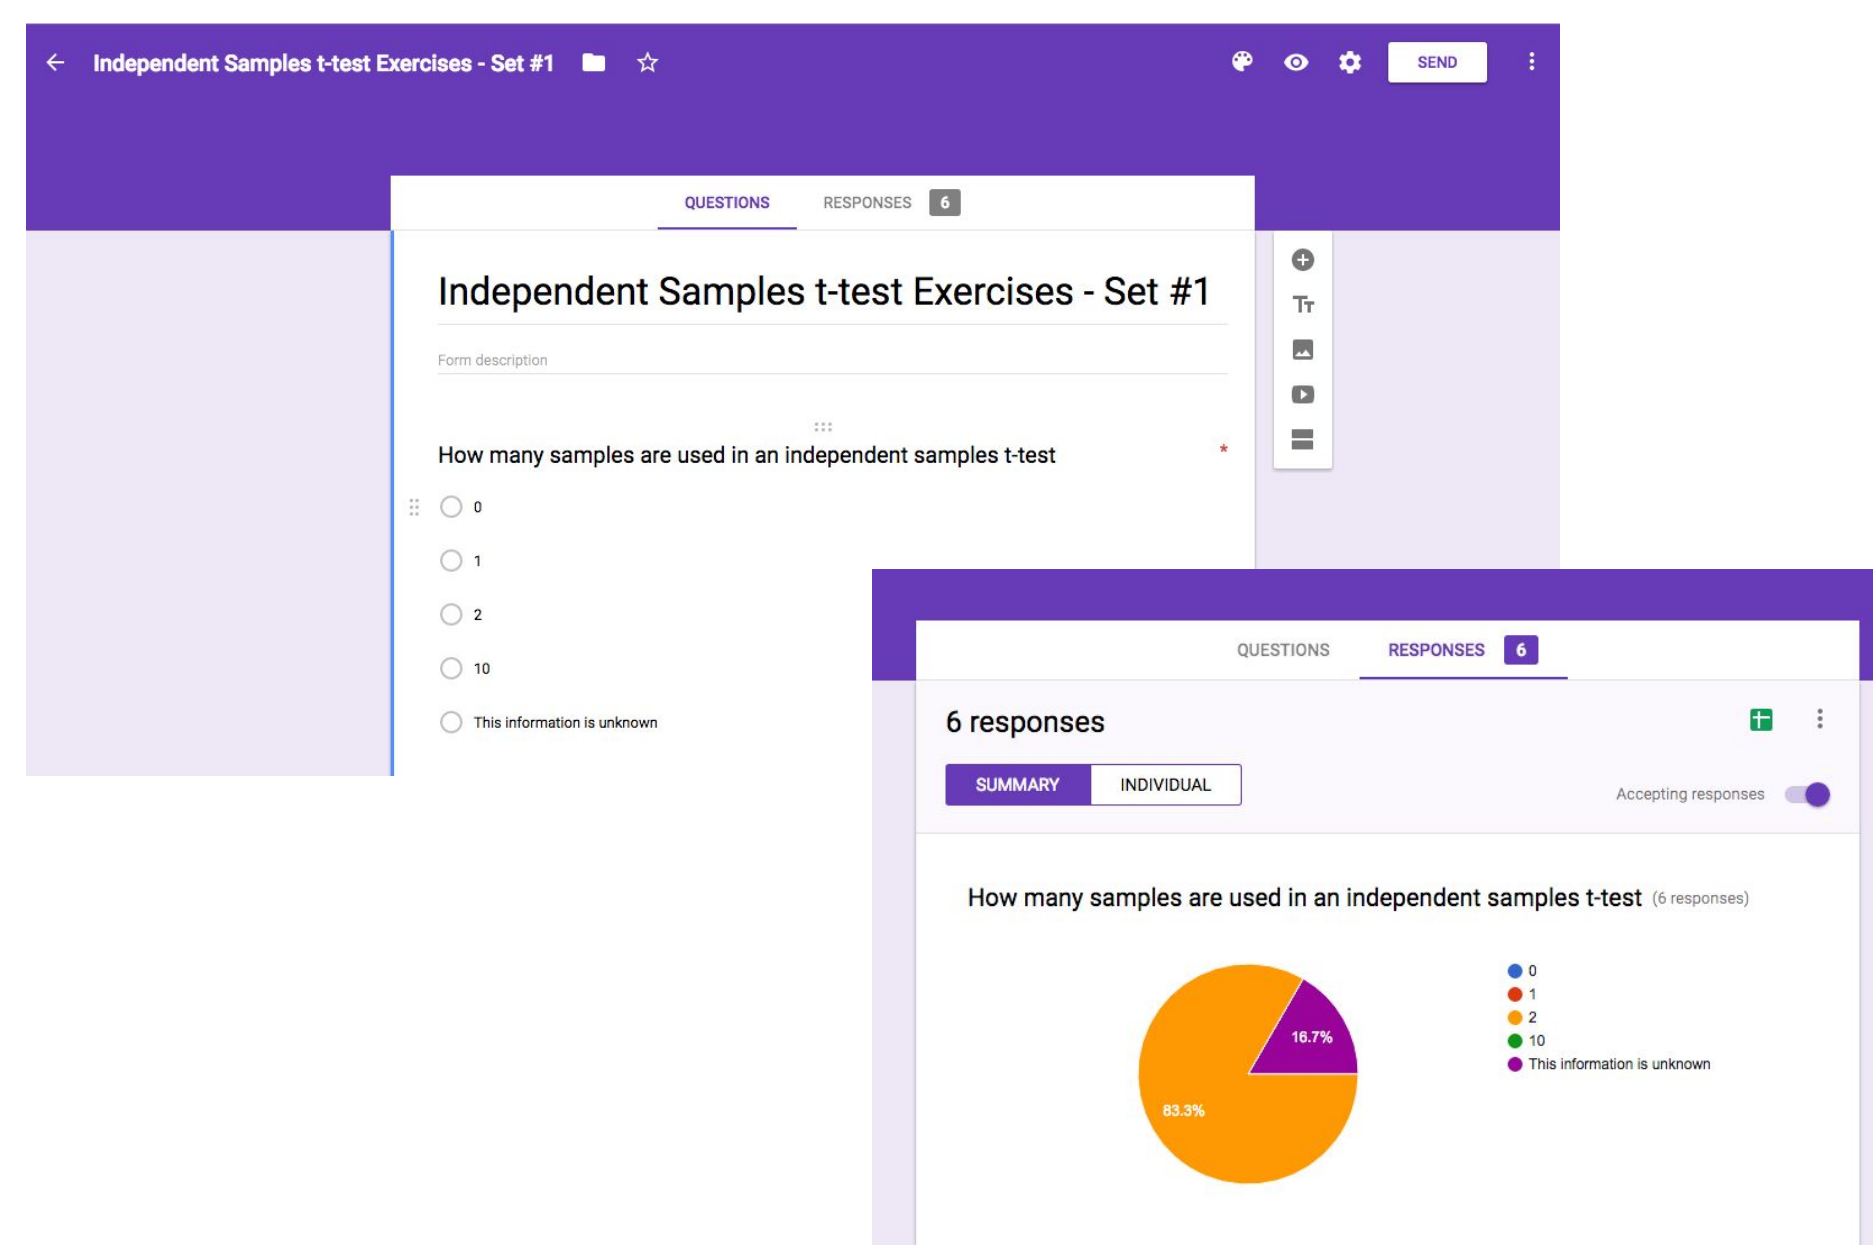 Independent Samples t-test Exercises - Set #1
SEND
QUESTIONS RESPONSES 6
Independent Samples t-test Exercises - Set #1
Form description
How many samples are used in an independent samples t-test *
0
1
2
10
This information is unknown
QUESTIONS RESPONSES 6
6 responses
SUMMARY INDIVIDUAL
Accepting responses
How many samples are used in an independent samples t-test (6 responses)
16.7%
83.3%
0
1
2
10
This information is unknown